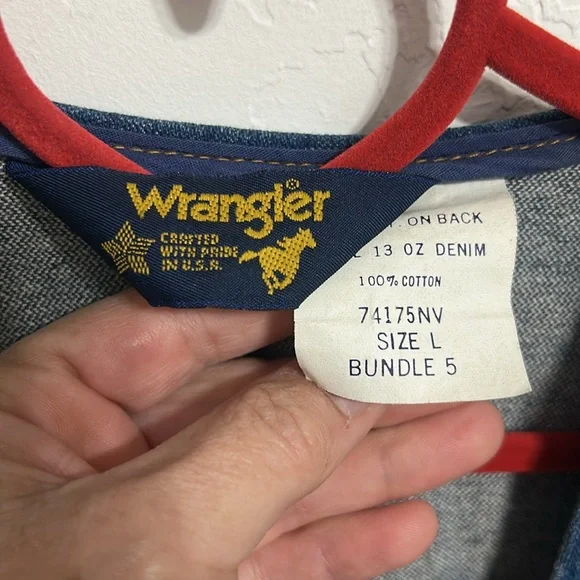 Wrangler®
CRAFTED
WITH PRIDE
IN U.S.A.
ON BACK
13 OZ DENIM
100% COTTON
74175NV
SIZE L
BUNDLE 5